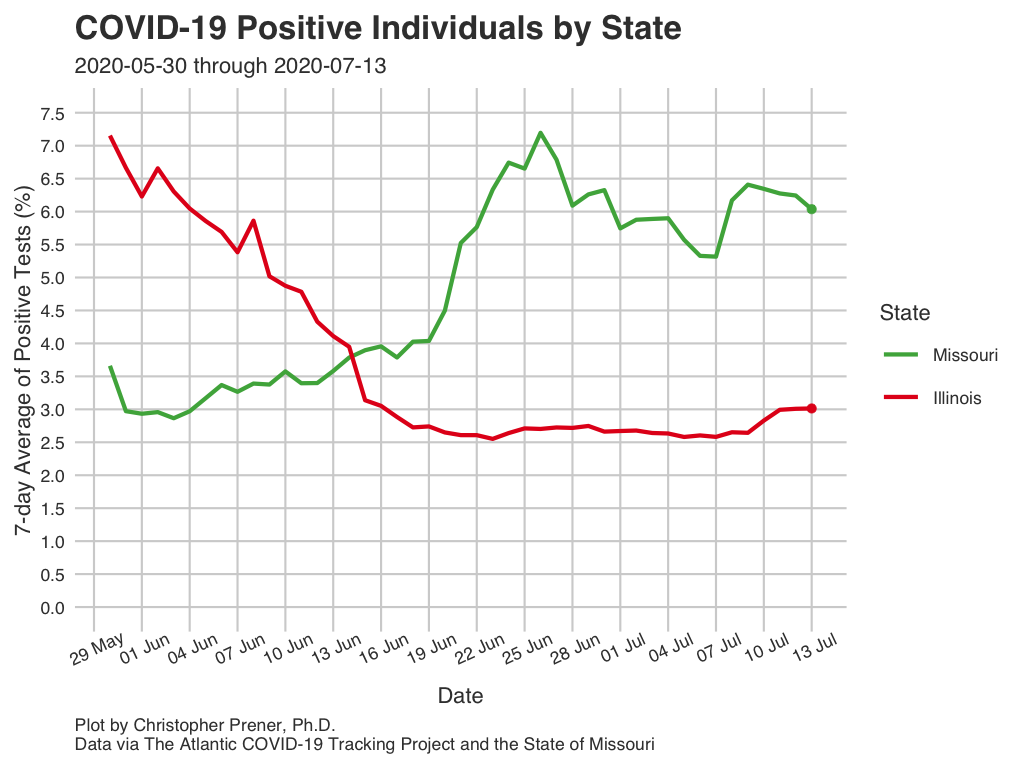 COVID-19 Positive Individuals by State
2020-05-30 through 2020-07-13
7-day Average of Positive Tests (%)
7.5
7.0
6.5
6.0
5.5
5.0
4.5
4.0
3.5
3.0
2.5
2.0
1.5
1.0
0.5
0.0
29 May
01 Jun
04 Jun
07 Jun
10 Jun
13 Jun
16 Jun
19 Jun
22 Jun
25 Jun
28 Jun
01 Jul
04 Jul
07 Jul
10 Jul
13 Jul
Date
State
Missouri
Illinois
Plot by Christopher Prener, Ph.D.
Data via The Atlantic COVID-19 Tracking Project and the State of Missouri